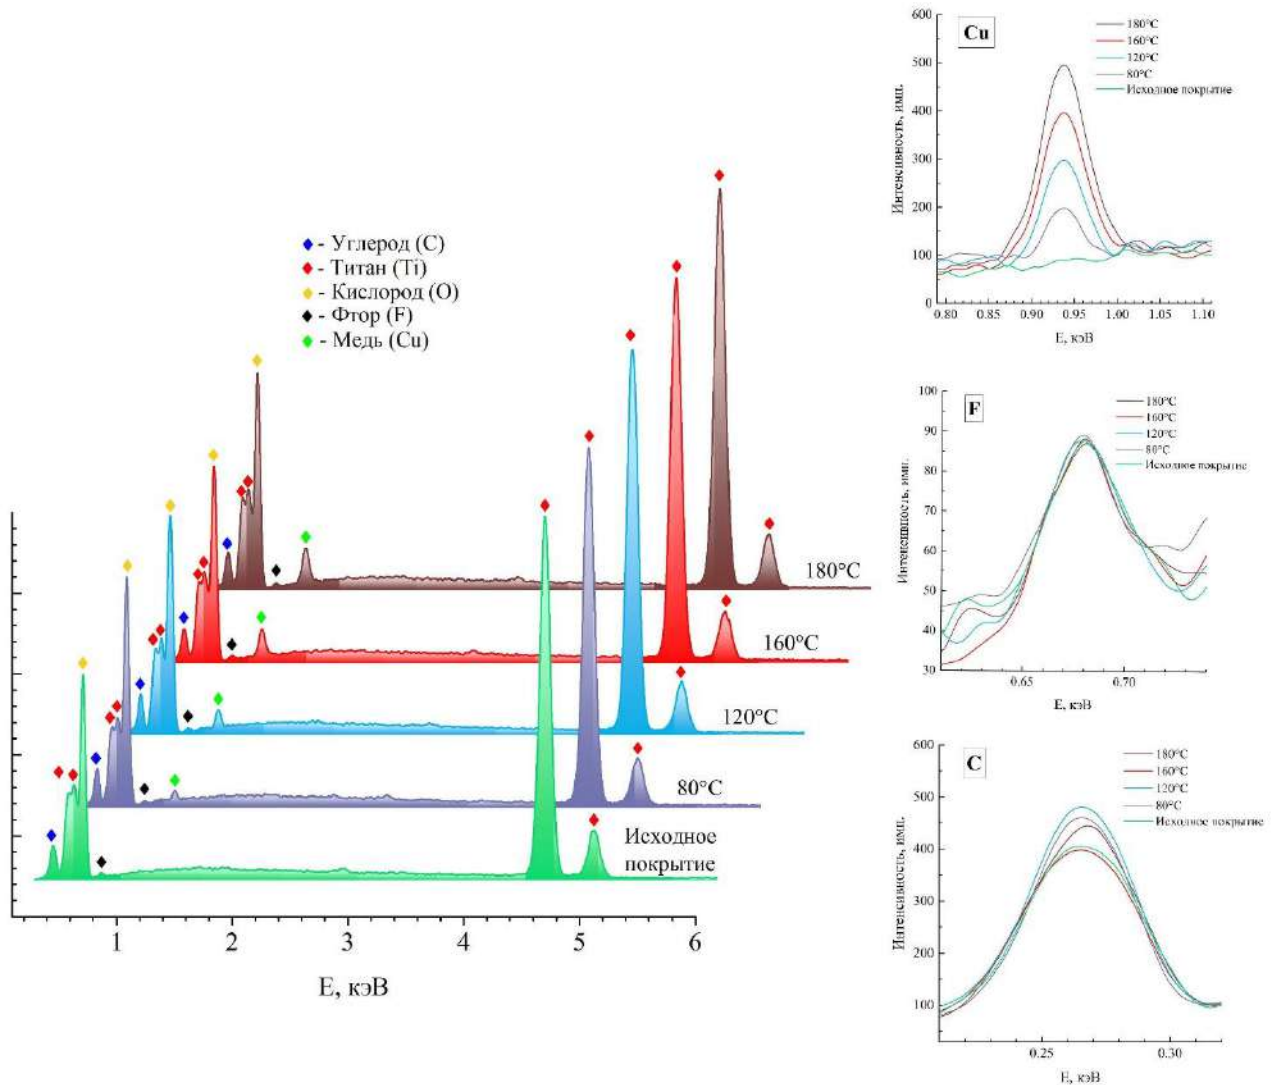 - Углерод (C)
- Титан (Ti)
- Кислород (O)
- Фтор (F)
- Медь (Cu)
180°C
160°C
120°C
80°C
Исходное
покрытие
1 2 3 4 5 6
E, кэВ
Cu
180°C
160°C
120°C
80°C
Исходное покрытие
600
500
400
300
200
100
0
Интенсивность, имп.
0.80 0.85 0.90 0.95 1.00 1.05 1.10
E, кэВ
F
180°C
160°C
120°C
80°C
Исходное покрытие
100
90
80
70
60
50
40
30
Интенсивность, имп.
0.65 0.70
E, кэВ
C
180°C
160°C
120°C
80°C
Исходное покрытие
600
500
400
300
200
100
Интенсивность, имп.
0.25 0.30
E, кэВ